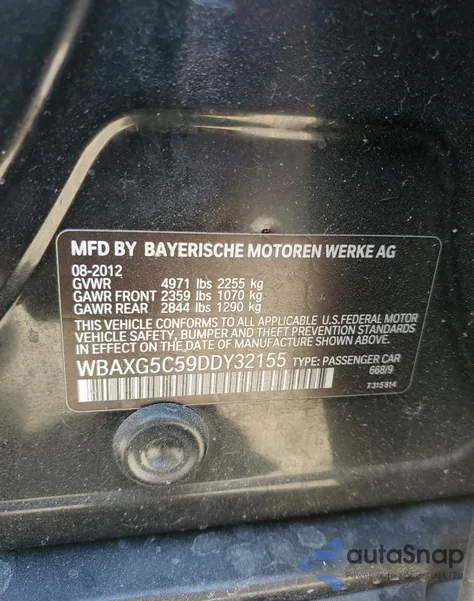 MFD BY BAYERISCHE MOTOREN WERKE AG
08-2012
GVWR 4971 lbs 2255 kg
GAWR FRONT 2359 lbs 1070 kg
GAWR REAR 2844 lbs 1290 kg
THIS VEHICLE CONFORMS TO ALL APPLICABLE U.S.FEDERAL MOTOR
VEHICLE SAFETY, BUMPER AND THEFT PREVENTION STANDARDS
IN EFFECT ON THE DATE OF MANUFACTURE SHOWN ABOVE.
WBAXG5C59DDY32155 TYPE: PASSENGER CAR
668/9
7315814
autoSnap